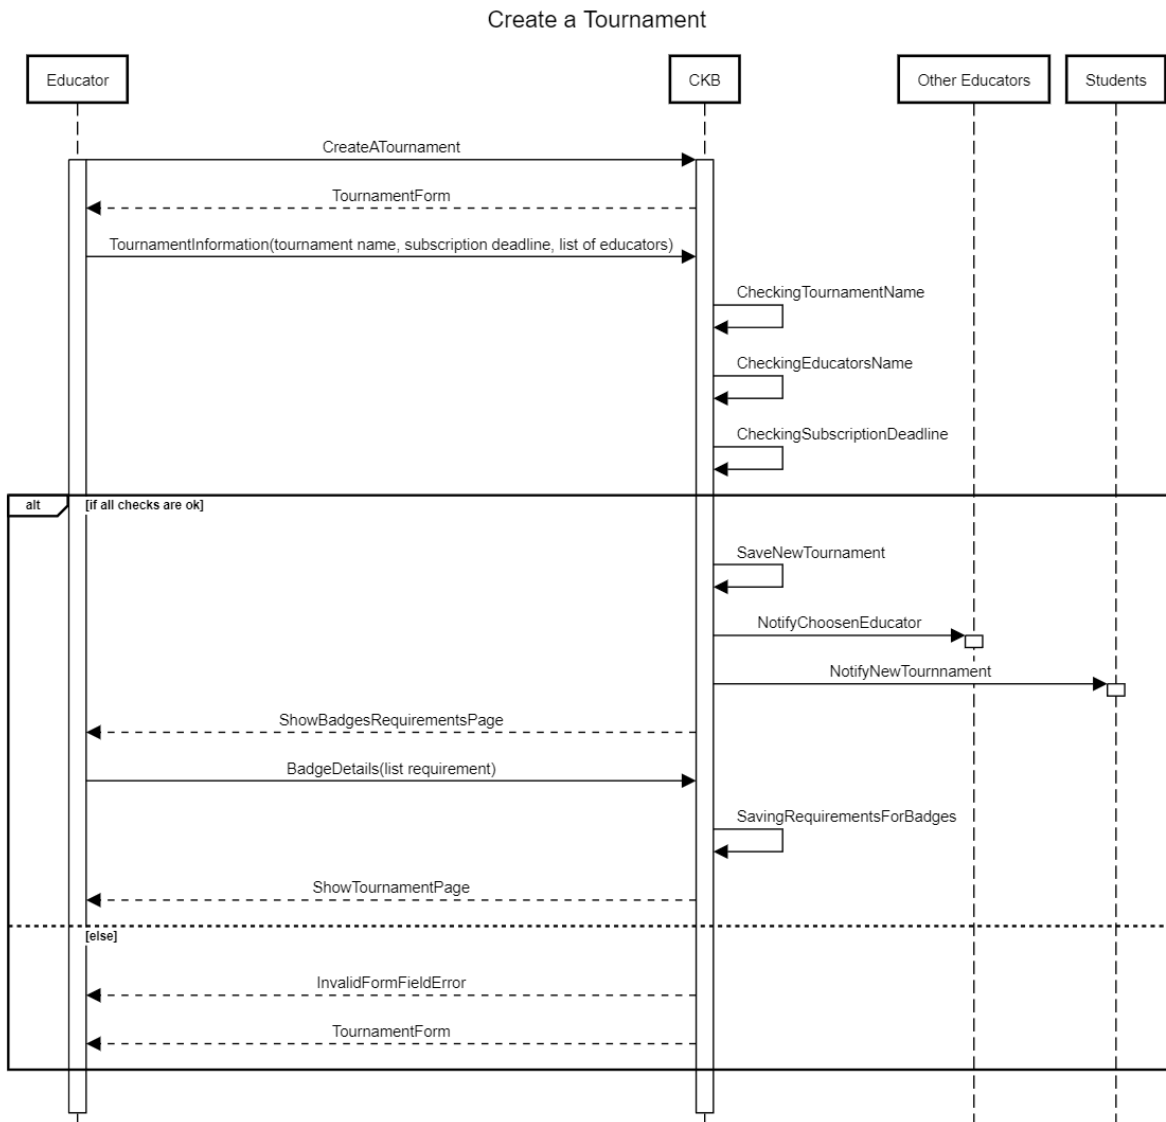 Create a Tournament
Educator
CKB
Other Educators
Students
CreateATournament
TournamentForm
TournamentInformation(tournament name, subscription deadline, list of educators)
CheckingTournamentName
CheckingEducatorsName
CheckingSubscriptionDeadline
alt
[if all checks are ok]
SaveNewTournament
NotifyChoosenEducator
NotifyNewTournnament
ShowBadgesRequirementsPage
BadgeDetails(list requirement)
SavingRequirementsForBadges
ShowTournamentPage
[else]
InvalidFormFieldError
TournamentForm